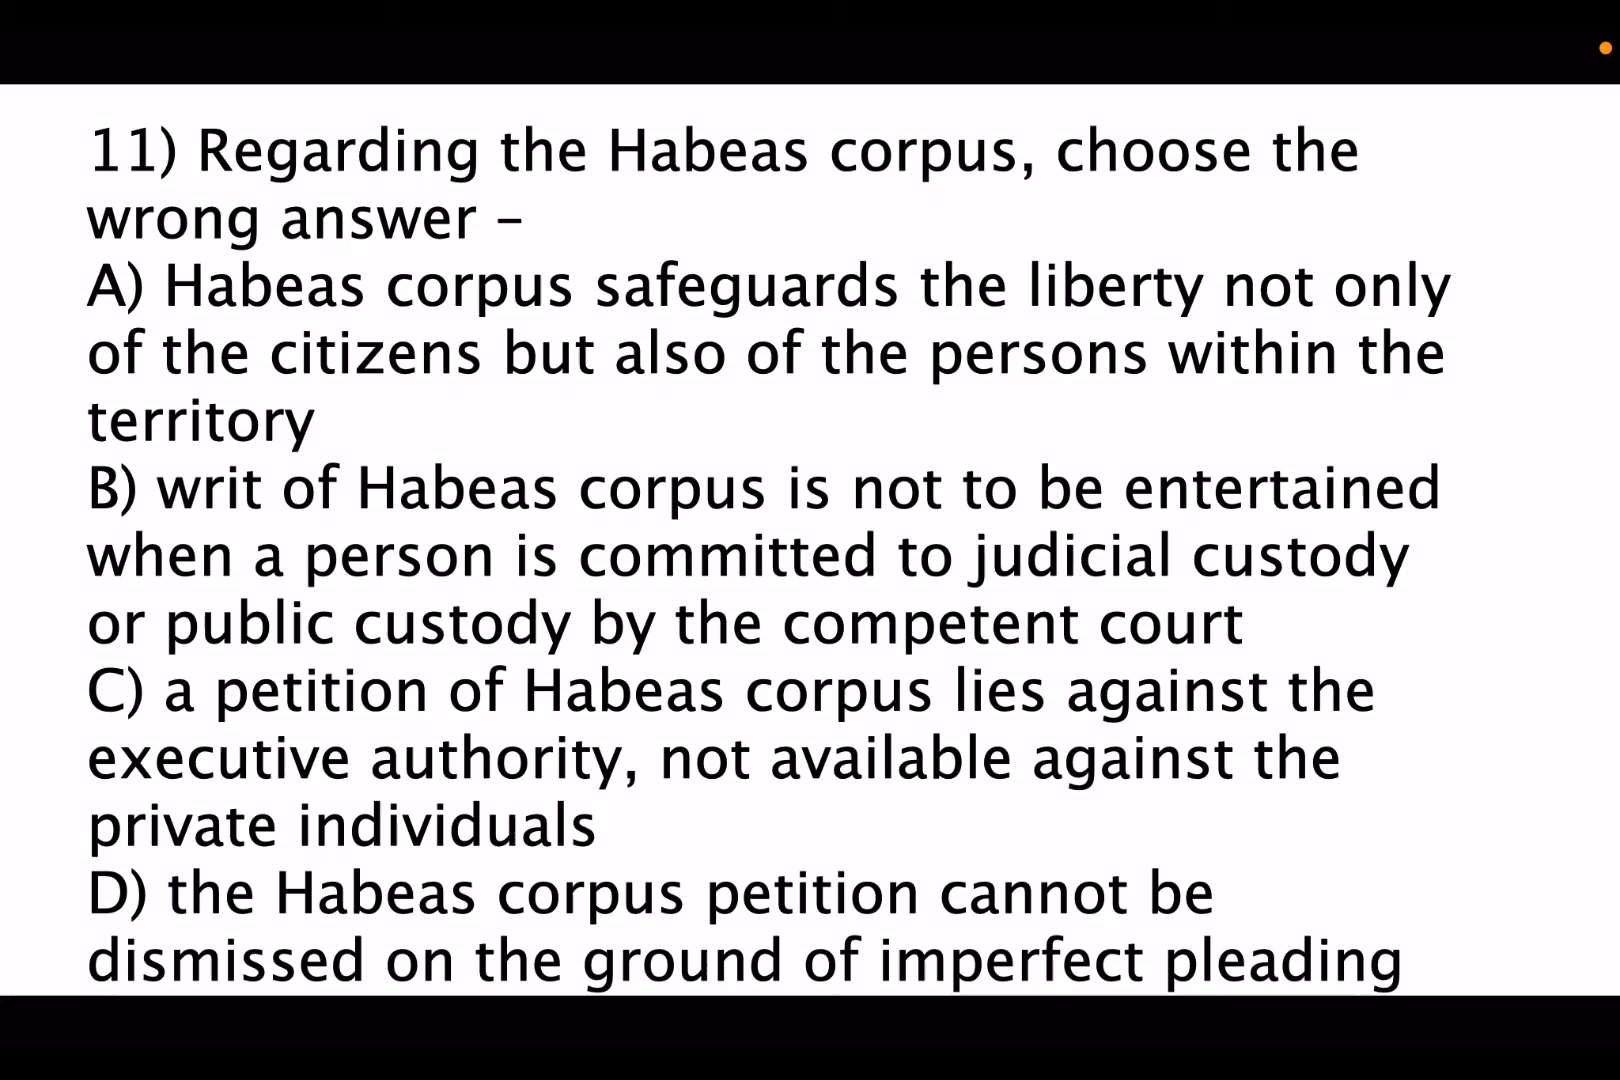 11) Regarding the Habeas corpus, choose the
wrong answer –
A) Habeas corpus safeguards the liberty not only
of the citizens but also of the persons within the
territory
B) writ of Habeas corpus is not to be entertained
when a person is committed to judicial custody
or public custody by the competent court
C) a petition of Habeas corpus lies against the
executive authority, not available against the
private individuals
D) the Habeas corpus petition cannot be
dismissed on the ground of imperfect pleading